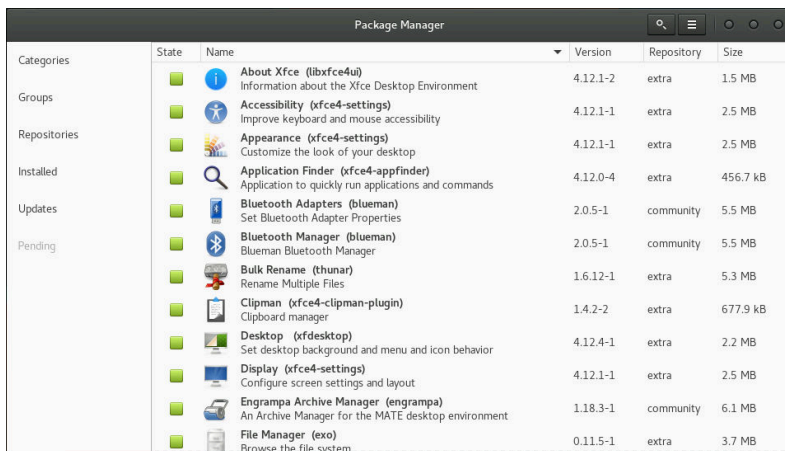 Package Manager
Categories
Groups
Repositories
Installed
Updates
Pending
State Name Version Repository Size
About Xfce (libxfce4ui)
Information about the Xfce Desktop Environment
4.12.1-2 extra 1.5 MB
Accessibility (xfce4-settings)
Improve keyboard and mouse accessibility
4.12.1-1 extra 2.5 MB
Appearance (xfce4-settings)
Customize the look of your desktop
4.12.1-1 extra 2.5 MB
Application Finder (xfce4-appfinder)
Application to quickly run applications and commands
4.12.0-4 extra 456.7 kB
Bluetooth Adapters (blueman)
Set Bluetooth Adapter Properties
2.0.5-1 community 5.5 MB
Bluetooth Manager (blueman)
Blueman Bluetooth Manager
2.0.5-1 community 5.5 MB
Bulk Rename (thunar)
Rename Multiple Files
1.6.12-1 extra 5.3 MB
Clipman (xfce4-clipman-plugin)
Clipboard manager
1.4.2-2 extra 677.9 kB
Desktop (xfdesktop)
Set desktop background and menu and icon behavior
4.12.4-1 extra 2.2 MB
Display (xfce4-settings)
Configure screen settings and layout
4.12.1-1 extra 2.5 MB
Engrampa Archive Manager (engrampa)
An Archive Manager for the MATE desktop environment
1.18.3-1 community 6.1 MB
File Manager (exo)
Browse the file system
0.11.5-1 extra 3.7 MB